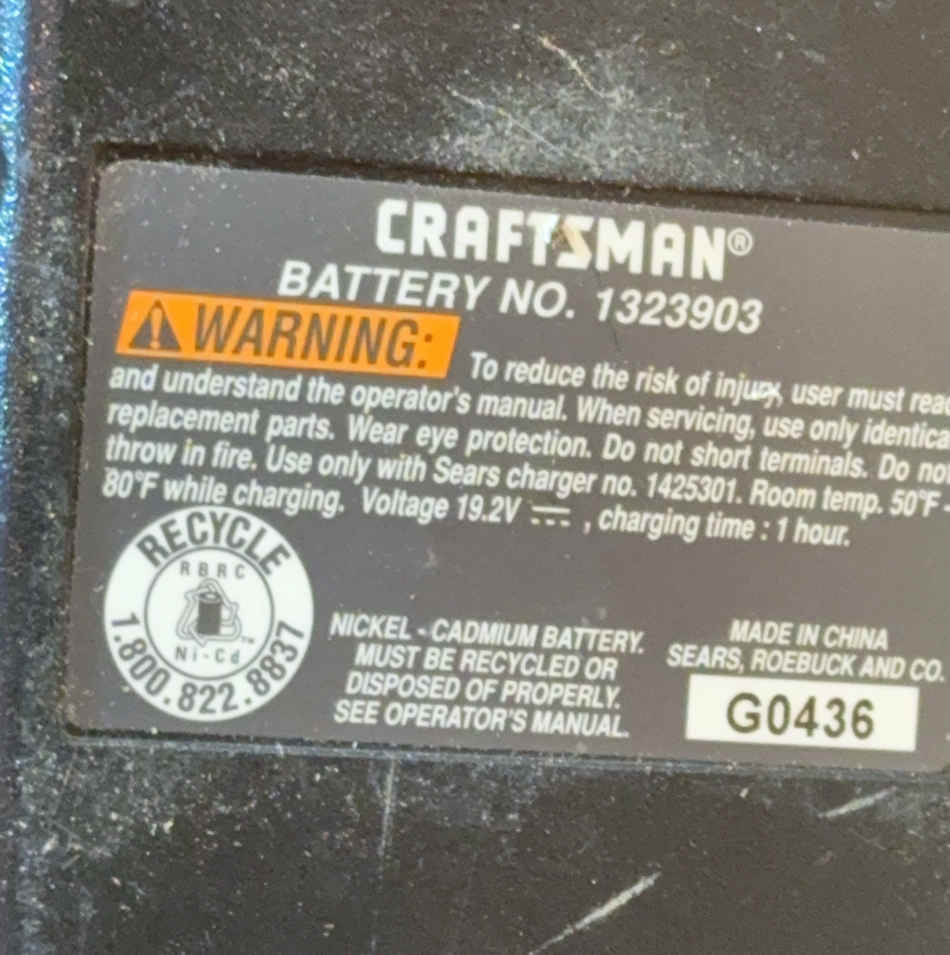 CRAFTSMAN®
BATTERY NO. 1323903
⚠ WARNING: To reduce the risk of injury, user must rea
and understand the operator's manual. When servicing, use only identica
replacement parts. Wear eye protection. Do not short terminals. Do no
throw in fire. Use only with Sears charger no. 1425301. Room temp. 50°F-
80°F while charging. Voltage 19.2V ⎓ , charging time : 1 hour.
RECYCLE
RBRC
Ni-Cd
1.800.822.8837
NICKEL - CADMIUM BATTERY.
MUST BE RECYCLED OR
DISPOSED OF PROPERLY.
SEE OPERATOR'S MANUAL.
MADE IN CHINA
SEARS, ROEBUCK AND CO.
G0436